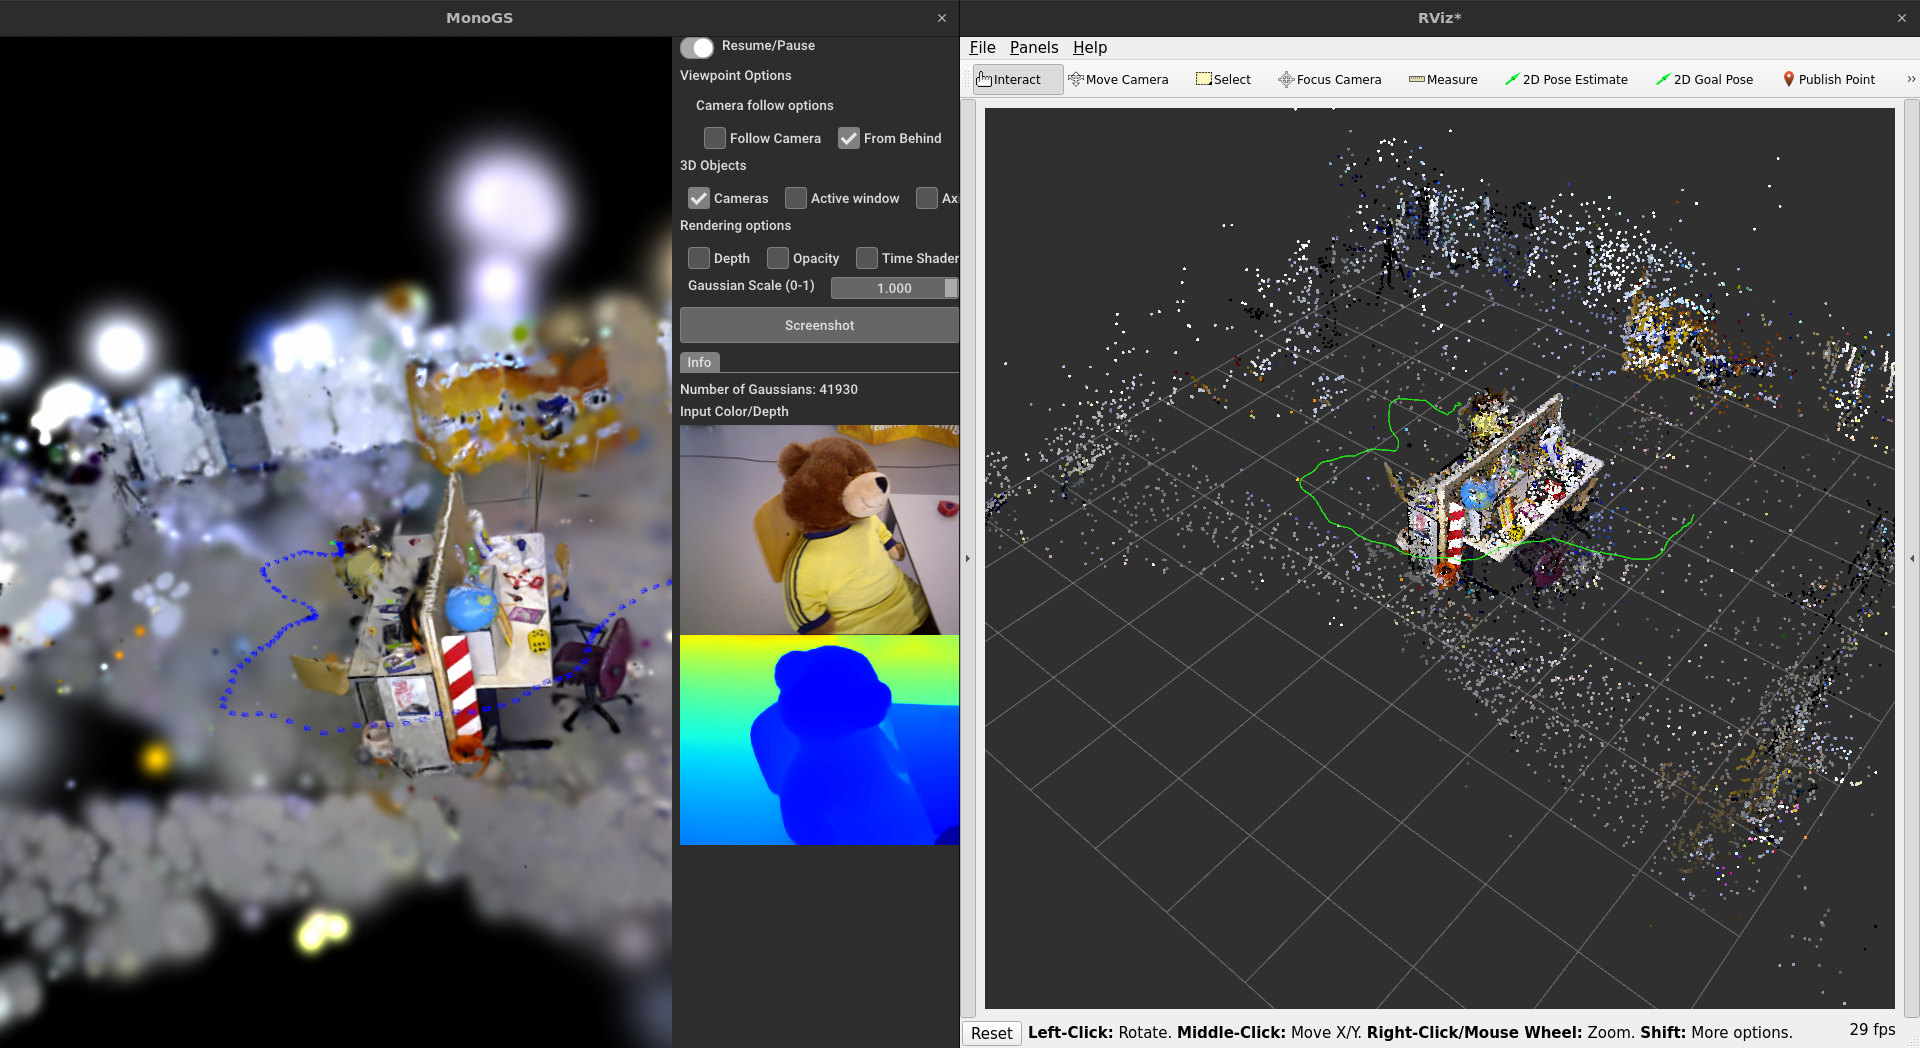 MonoGS
Resume/Pause
Viewpoint Options
Camera follow options
Follow Camera From Behind
3D Objects
Cameras Active window Axi
Rendering options
Depth Opacity Time Shader
Gaussian Scale (0-1) 1.000
Screenshot
Info
Number of Gaussians: 41930
Input Color/Depth
RViz*
File Panels Help
Interact Move Camera Select Focus Camera Measure 2D Pose Estimate 2D Goal Pose Publish Point
Reset Left-Click: Rotate. Middle-Click: Move X/Y. Right-Click/Mouse Wheel: Zoom. Shift: More options. 29 fps